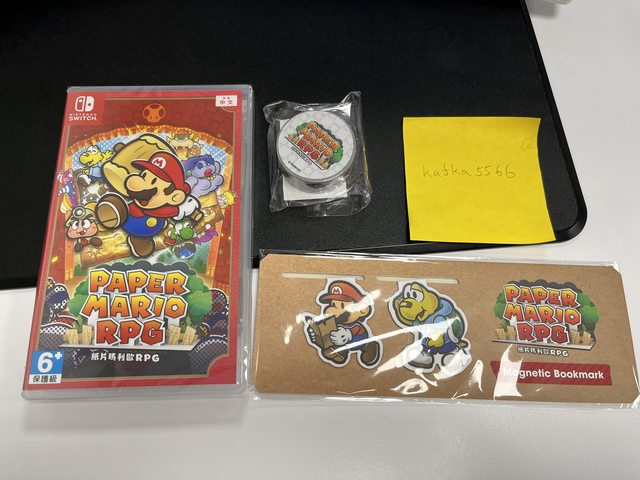 NINTENDO
SWITCH
中文
PAPER
MARIO
RPG
紙片瑪利歐RPG
6+
保護級
PAPER
MARIO
RPG
kafka5566
PAPER
MARIO
RPG
紙片瑪利歐RPG
Magnetic Bookmark